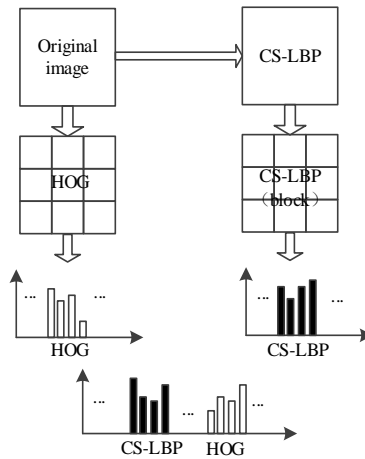 Original
image
CS-LBP
HOG
CS-LBP
（block）
... ...
HOG
... ...
CS-LBP
... ... ...
CS-LBP HOG